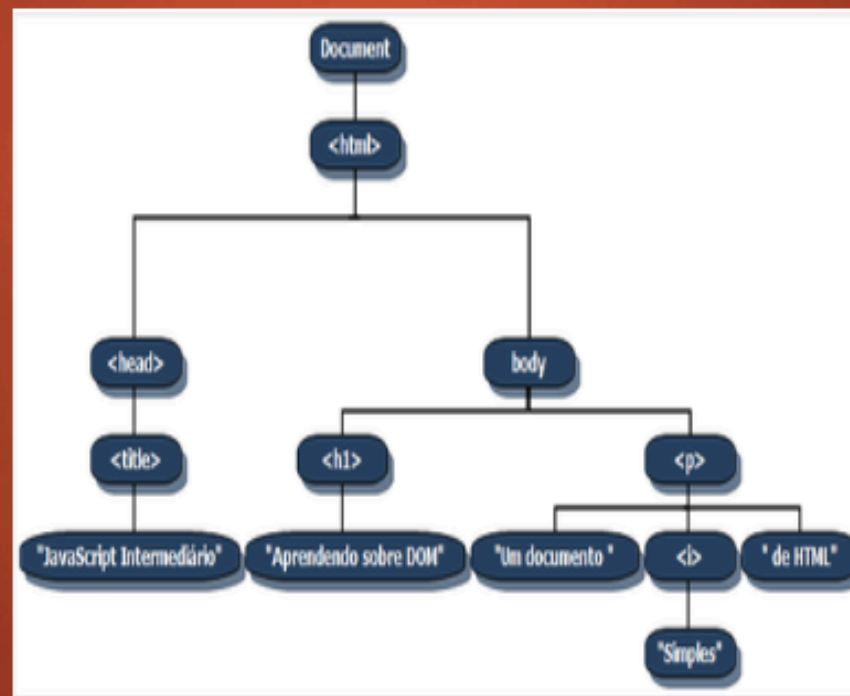 Document
<html>
<head>
body
<title>
<h1>
<p>
"JavaScript Intermediário"
"Aprendendo sobre DOM"
"Um documento "
<i>
" de HTML"
"Simples"